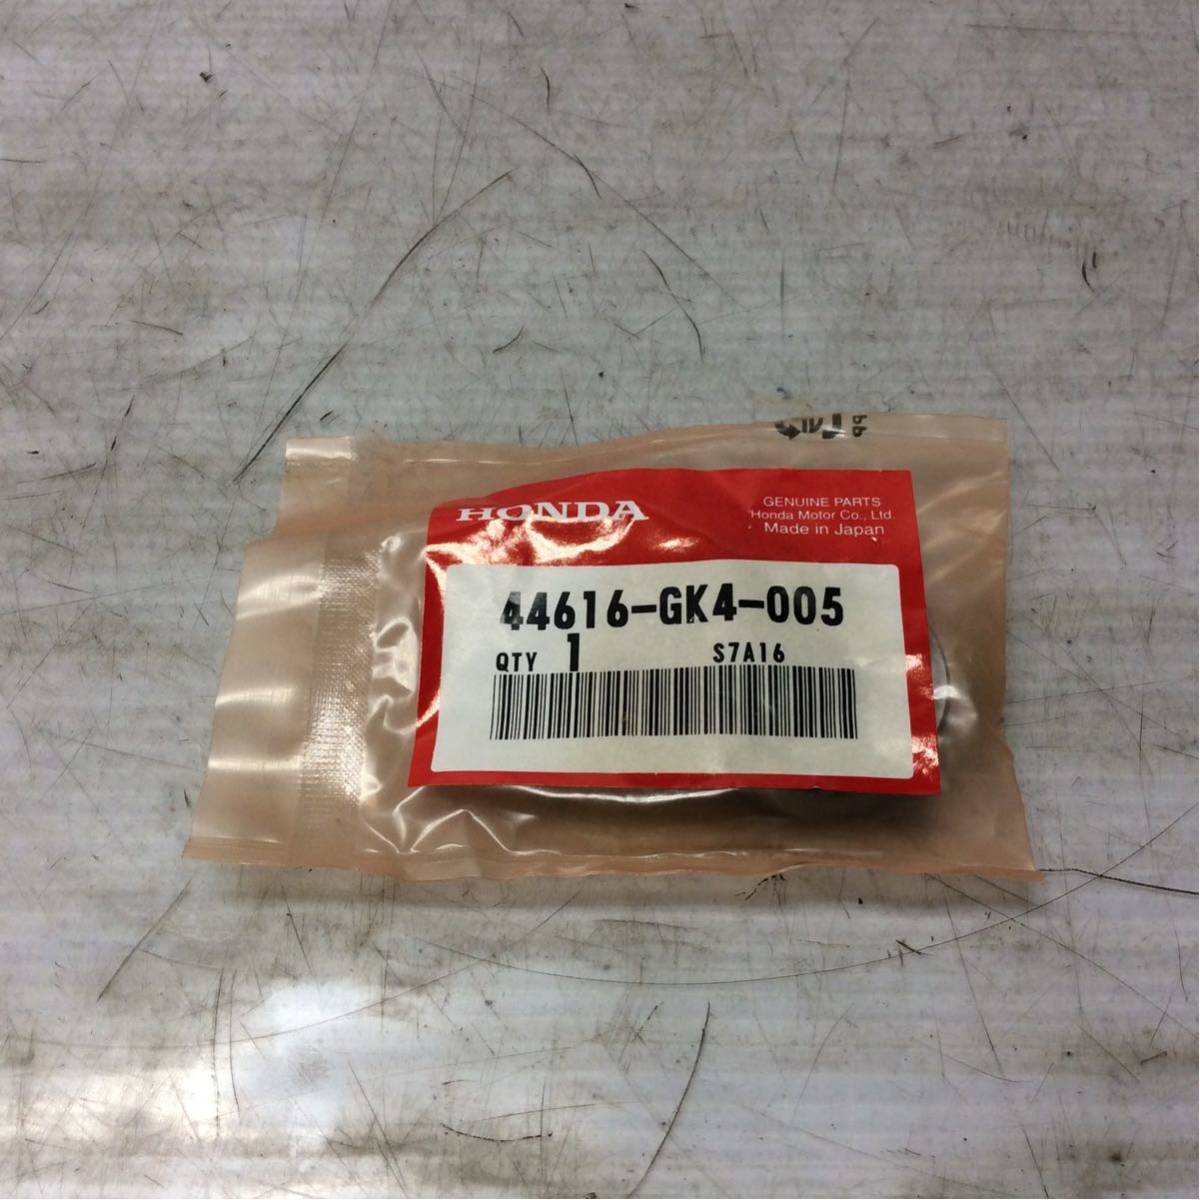 HONDA
GENUINE PARTS
Honda Motor Co., Ltd.
Made in Japan
44616-GK4-005
QTY 1 S7A16